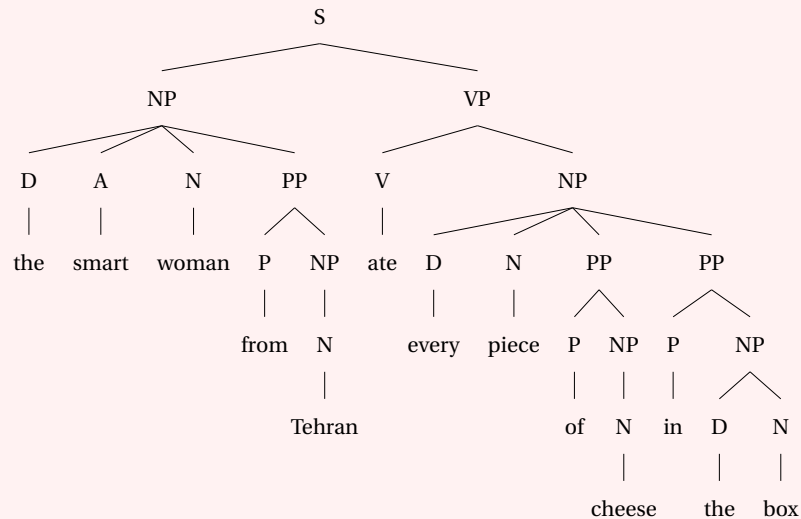 S
NP VP
D A N PP V NP
the smart woman P NP ate D N PP PP
from N every piece P NP P NP
Tehran of N in D N
cheese the box